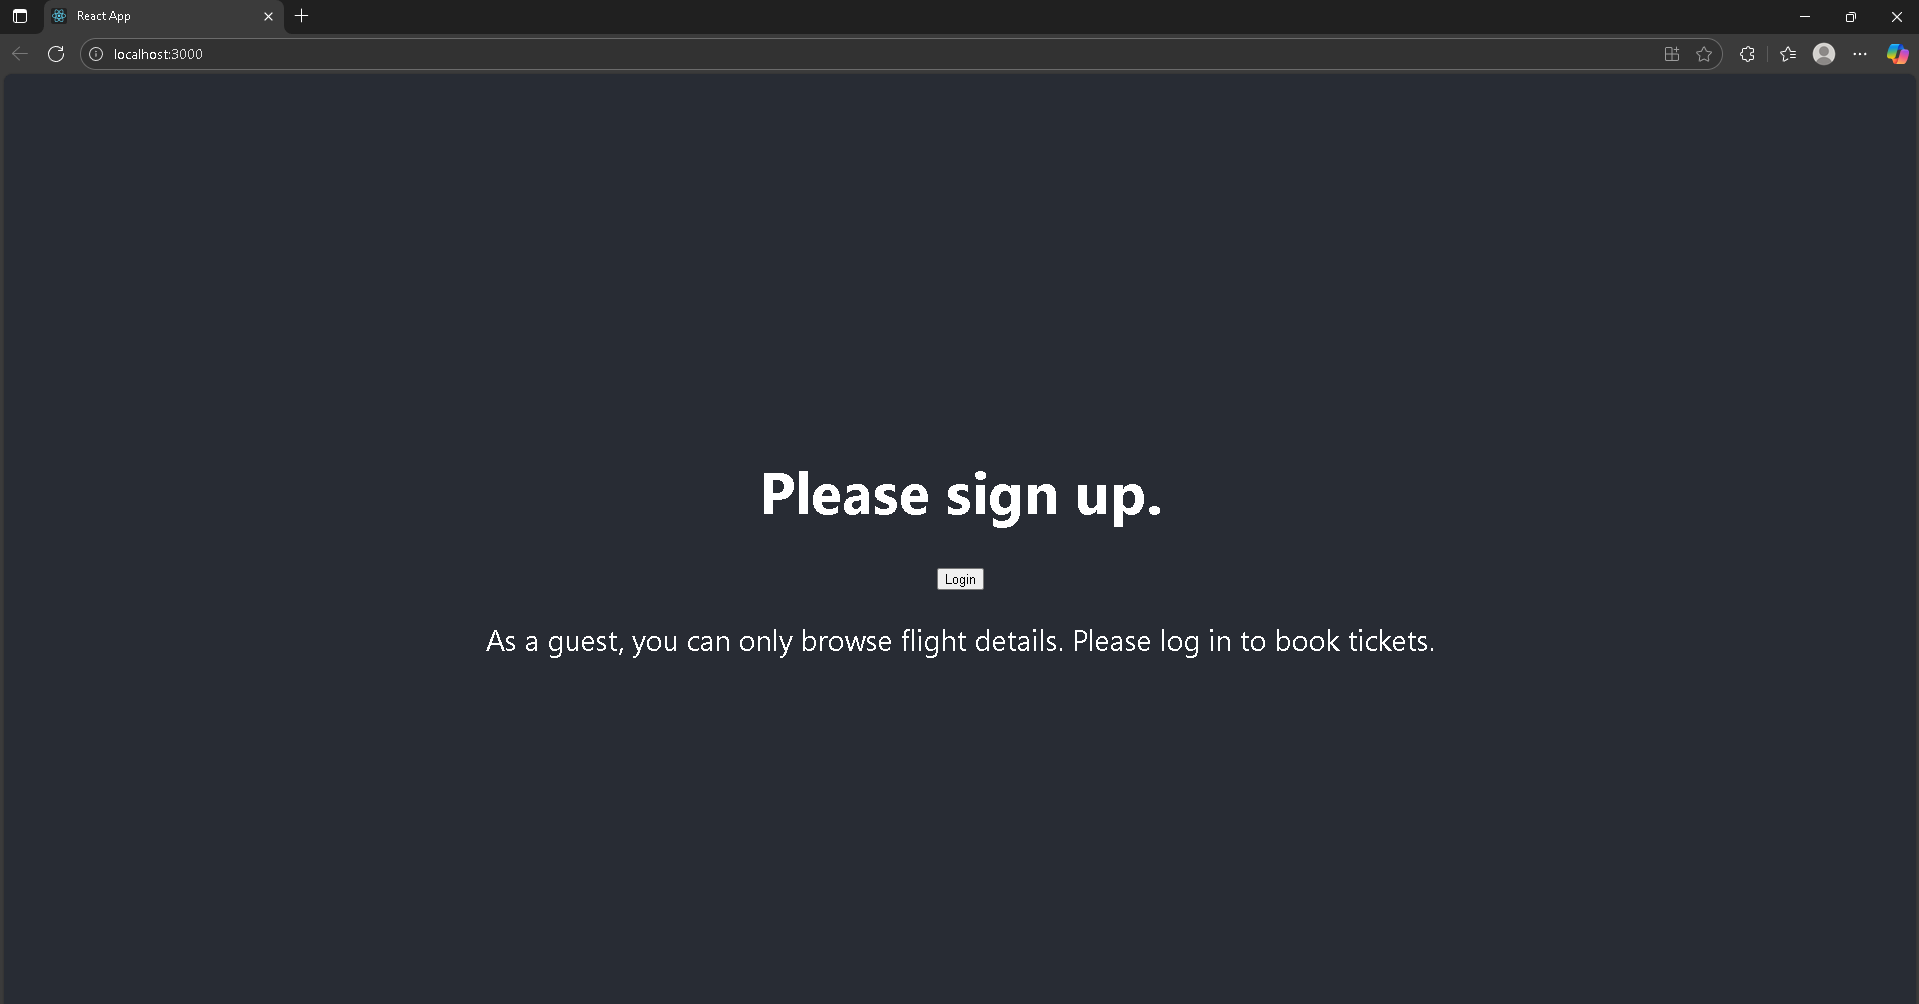 React App
localhost:3000
Please sign up.
Login
As a guest, you can only browse flight details. Please log in to book tickets.